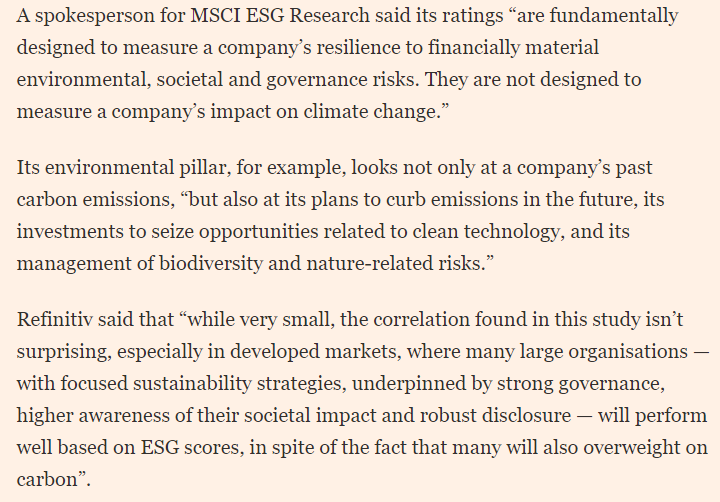 A spokesperson for MSCI ESG Research said its ratings “are fundamentally
designed to measure a company’s resilience to financially material
environmental, societal and governance risks. They are not designed to
measure a company’s impact on climate change.”
Its environmental pillar, for example, looks not only at a company’s past
carbon emissions, “but also at its plans to curb emissions in the future, its
investments to seize opportunities related to clean technology, and its
management of biodiversity and nature-related risks.”
Refinitiv said that “while very small, the correlation found in this study isn’t
surprising, especially in developed markets, where many large organisations —
with focused sustainability strategies, underpinned by strong governance,
higher awareness of their societal impact and robust disclosure — will perform
well based on ESG scores, in spite of the fact that many will also overweight on
carbon”.